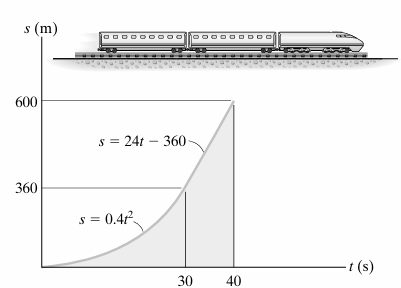 s (m)
600
s = 24t − 360
360
s = 0.4t²
t (s)
30
40